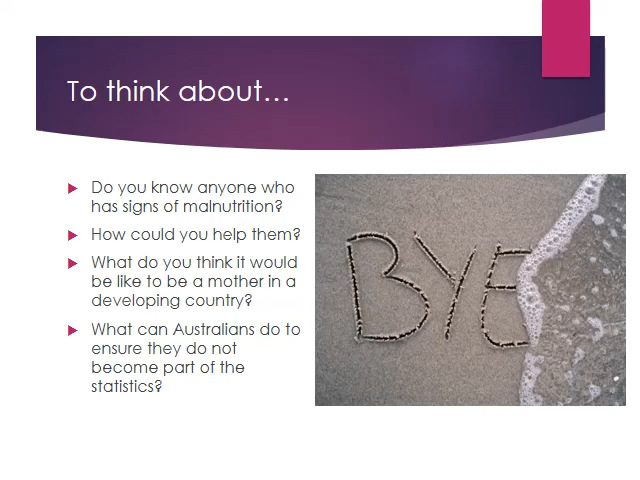 To think about...
Do you know anyone who
has signs of malnutrition?
How could you help them?
What do you think it would
be like to be a mother in a
developing country?
What can Australians do to
ensure they do not
become part of the
statistics?
BYE